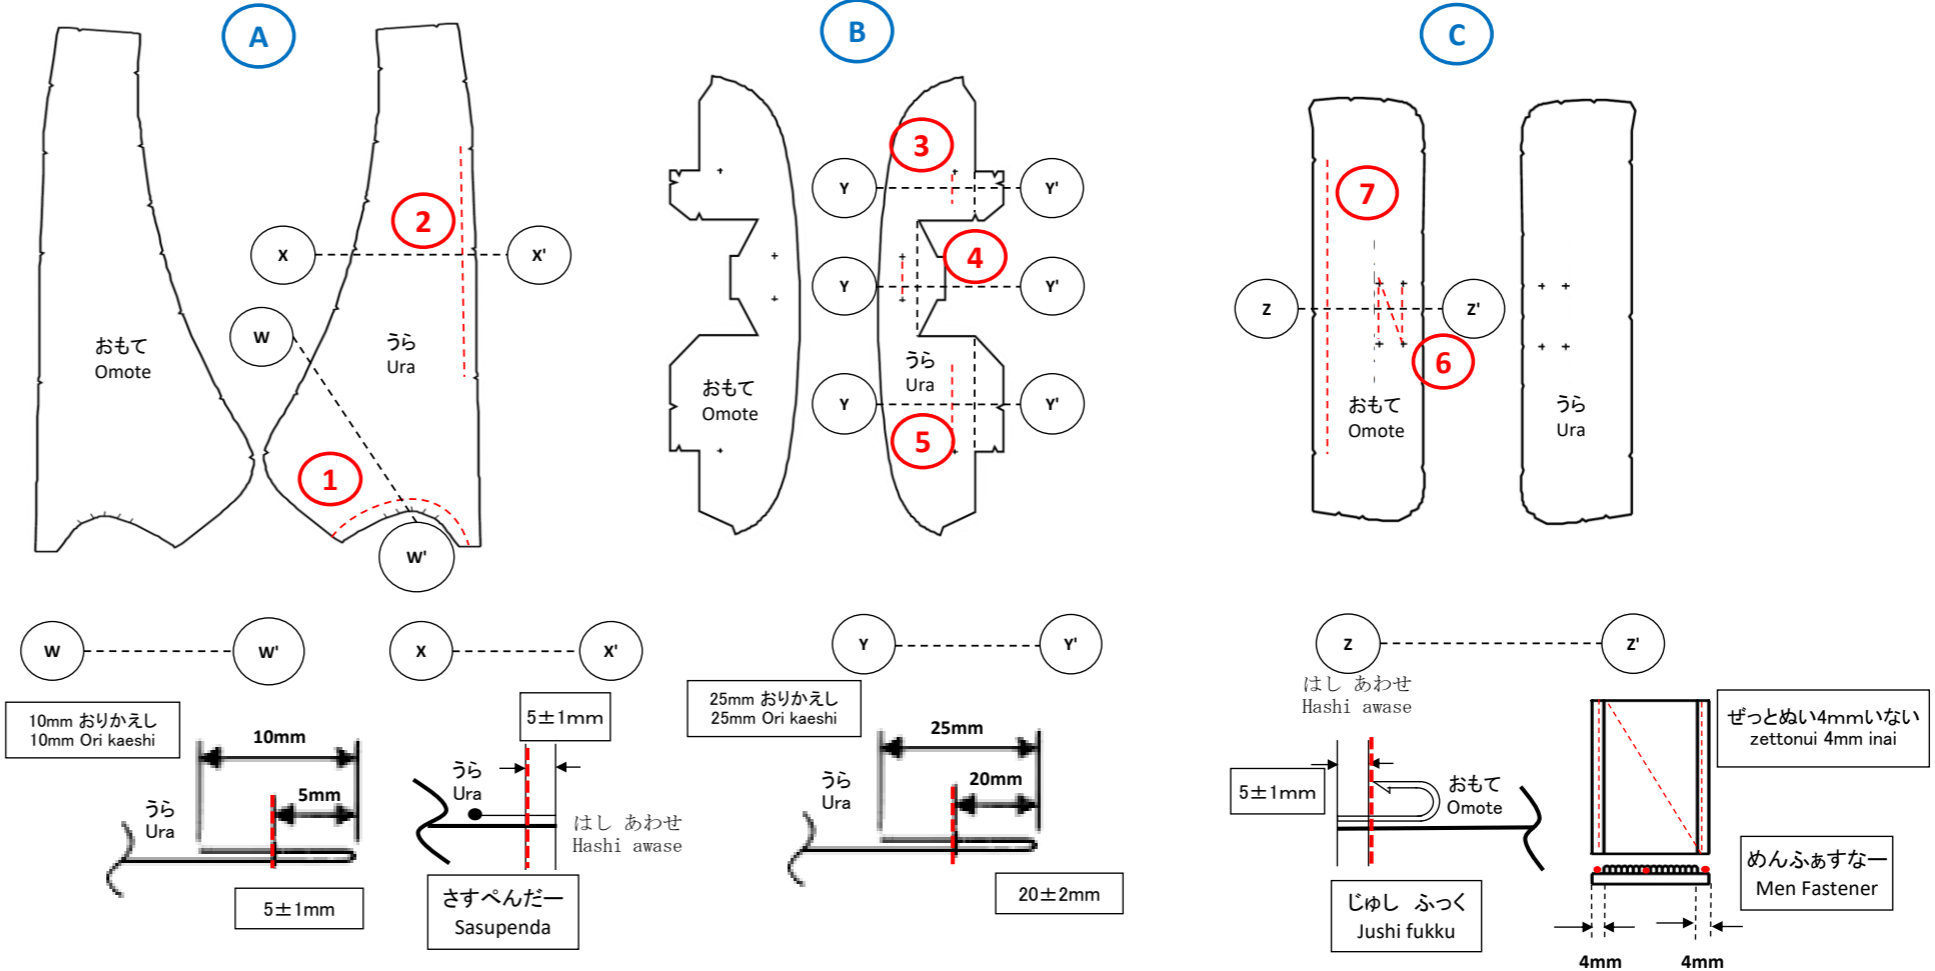 A
B
C
3
7
2
Y
Y'
X
X'
4
Y
Y'
Z
Z'
W
6
おもて
Omote
うら
Ura
うら
Ura
おもて
Omote
Y
Y'
5
おもて
Omote
うら
Ura
1
W'
W
W'
X
X'
Y
Y'
Z
Z'
10mm おりかえし
10mm Ori kaeshi
10mm
5mm
うら
Ura
5±1mm
5±1mm
うら
Ura
はし あわせ
Hashi awase
さすぺんだー
Sasupenda
25mm おりかえし
25mm Ori kaeshi
25mm
20mm
うら
Ura
20±2mm
はし あわせ
Hashi awase
5±1mm
おもて
Omote
じゅし ふっく
Jushi fukku
ぜっとぬい4mmいない
zettonui 4mm inai
めんふぁすなー
Men Fastener
4mm
4mm